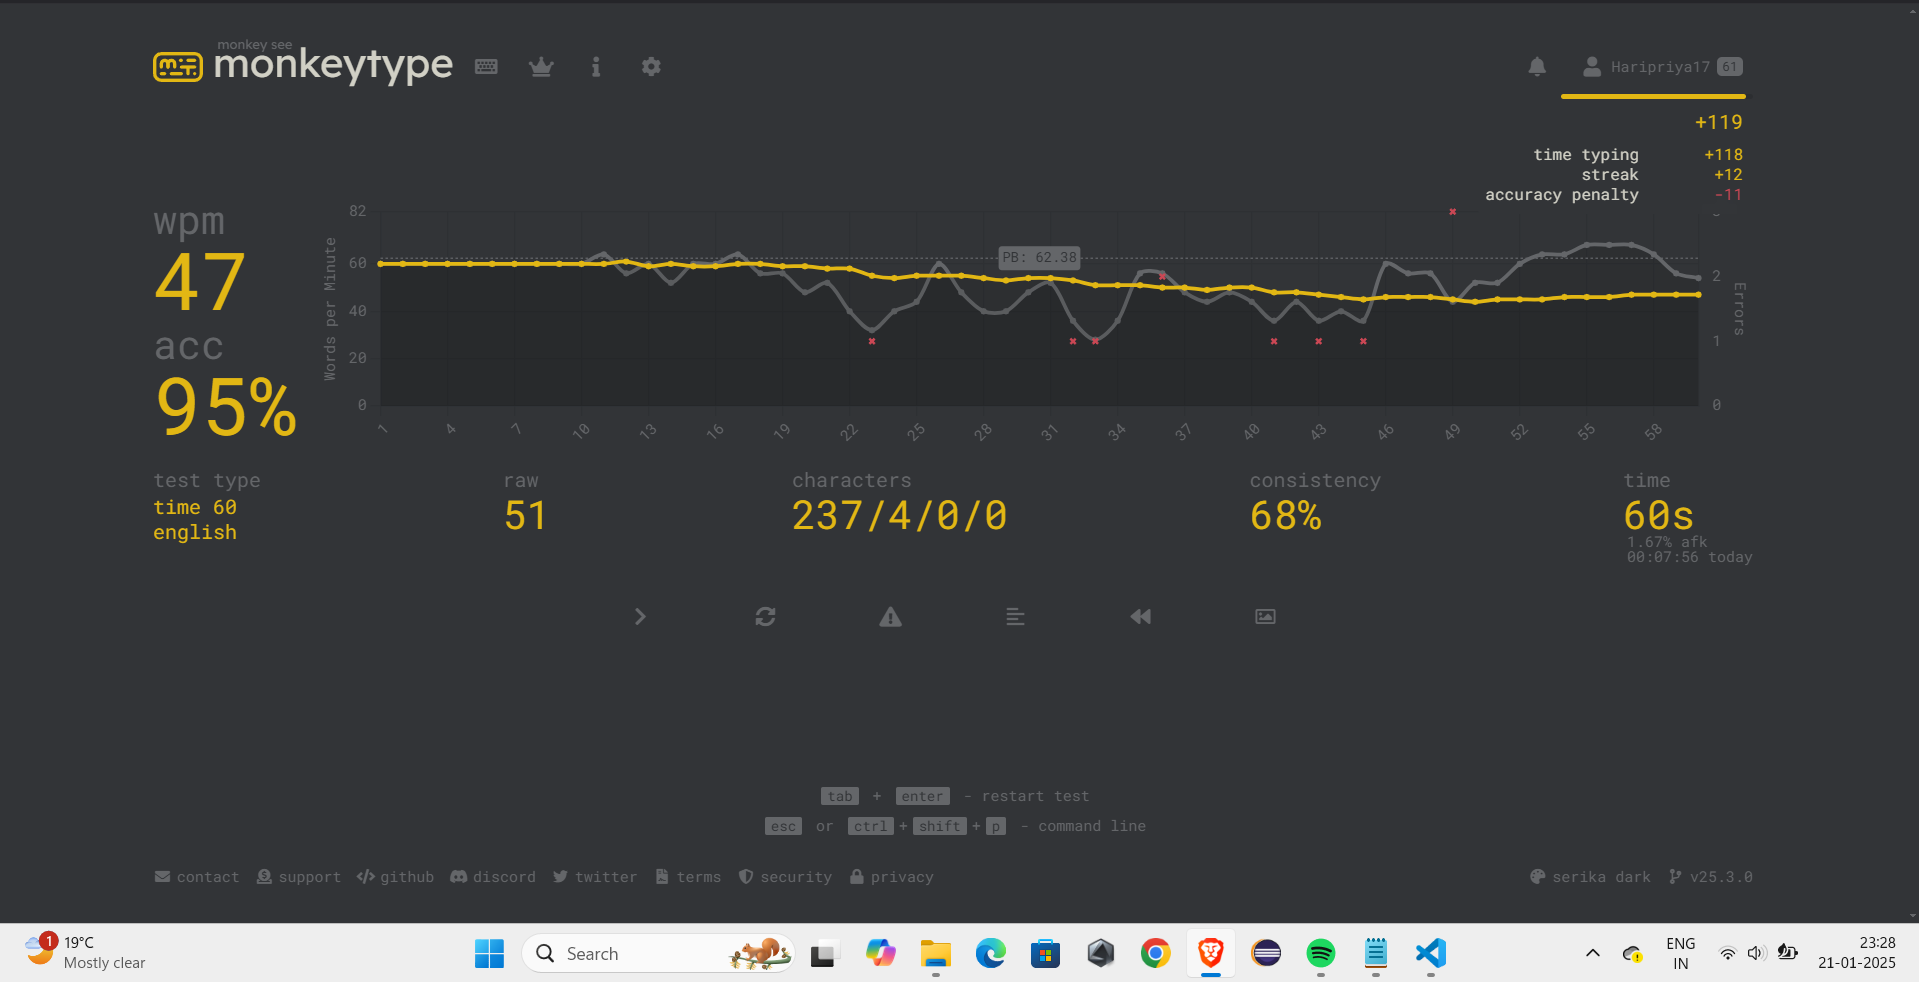 monkey see
monkeytype
Haripriya17 61
+119
time typing +118
streak +12
accuracy penalty -11
wpm
47
acc
95%
Words per Minute
82
60
40
20
0
PB: 62.38
2
1
0
Errors
1 4 7 10 13 16 19 22 25 28 31 34 37 40 43 46 49 52 55 58
test type
time 60
english
raw
51
characters
237/4/0/0
consistency
68%
time
60s
1.67% afk
00:07:56 today
tab + enter - restart test
esc or ctrl + shift + p - command line
contact support github discord twitter terms security privacy
serika dark v25.3.0
1
19°C
Mostly clear
Search
ENG
IN
23:28
21-01-2025